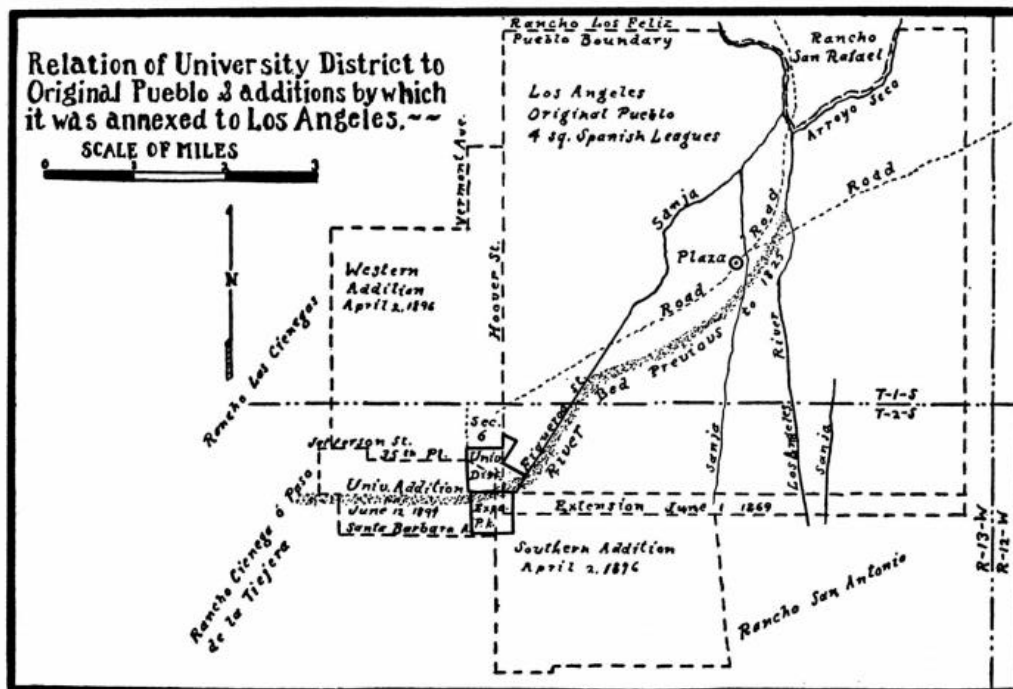 Relation of University District to
Original Pueblo & additions by which
it was annexed to Los Angeles.~~
SCALE OF MILES
0 1 2 3
N
Rancho Los Feliz
Pueblo Boundary
Rancho
San Rafael
Los Angeles
Original Pueblo
4 sq. Spanish Leagues
Arroyo Seco
Vermont Ave.
Hoover St.
Sanja
Road
Road
Plaza
Road
Western
Addition
April 2, 1896
Rancho Las Cienegas
River Bed Previous to 1825
River
Los Angeles
Sanja
Sanja
Figueroa St.
T-1-S
T-2-S
Sec.
6
Jefferson St.
35th Pl.
Univ.
Dist.
Univ. Addition
June 12 1899
Santa Barbara A.
Expo.
Pk.
Extension June 1 1869
Rancho Cienega ó Paso
de la Tiejera
Southern Addition
April 2, 1896
Rancho San Antonio
R-13-W
R-12-W